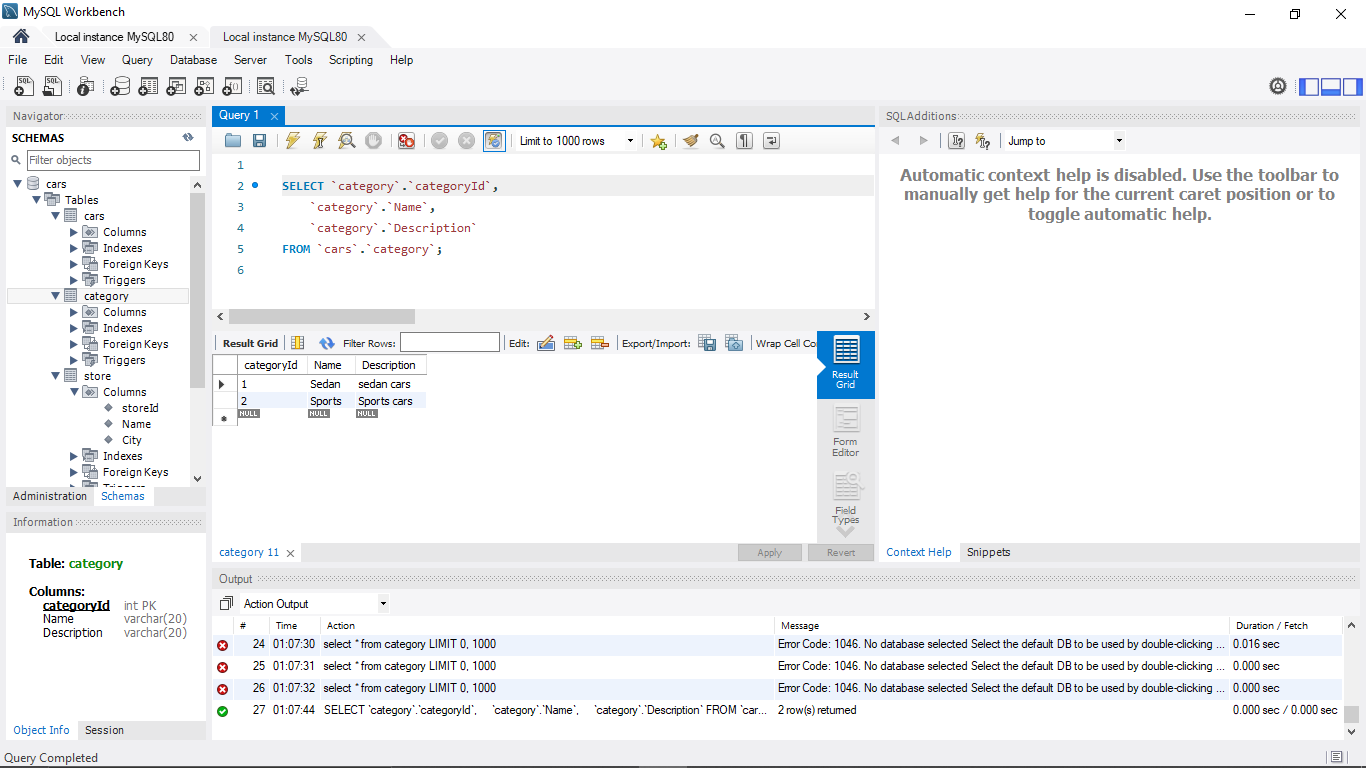 MySQL Workbench
Local instance MySQL80
Local instance MySQL80
File Edit View Query Database Server Tools Scripting Help
Navigator
SCHEMAS
Filter objects
cars
Tables
cars
Columns
Indexes
Foreign Keys
Triggers
category
Columns
Indexes
Foreign Keys
Triggers
store
Columns
storeId
Name
City
Indexes
Foreign Keys
Administration Schemas
Information
Table: category
Columns:
categoryId int PK
Name varchar(20)
Description varchar(20)
Object Info Session
Query 1
Limit to 1000 rows
1
2 SELECT `category`.`categoryId`,
3 `category`.`Name`,
4 `category`.`Description`
5 FROM `cars`.`category`;
6
Result Grid Filter Rows: Edit: Export/Import: Wrap Cell Co
categoryId Name Description
1 Sedan sedan cars
2 Sports Sports cars
NULL NULL NULL
Result
Grid
Form
Editor
Field
Types
category 11
Apply Revert
SQLAdditions
Jump to
Automatic context help is disabled. Use the toolbar to
manually get help for the current caret position or to
toggle automatic help.
Context Help Snippets
Output
Action Output
# Time Action Message Duration / Fetch
24 01:07:30 select * from category LIMIT 0, 1000 Error Code: 1046. No database selected Select the default DB to be used by double-clicking ... 0.016 sec
25 01:07:31 select * from category LIMIT 0, 1000 Error Code: 1046. No database selected Select the default DB to be used by double-clicking ... 0.000 sec
26 01:07:32 select * from category LIMIT 0, 1000 Error Code: 1046. No database selected Select the default DB to be used by double-clicking ... 0.000 sec
27 01:07:44 SELECT `category`.`categoryId`, `category`.`Name`, `category`.`Description` FROM `car... 2 row(s) returned 0.000 sec / 0.000 sec
Query Completed